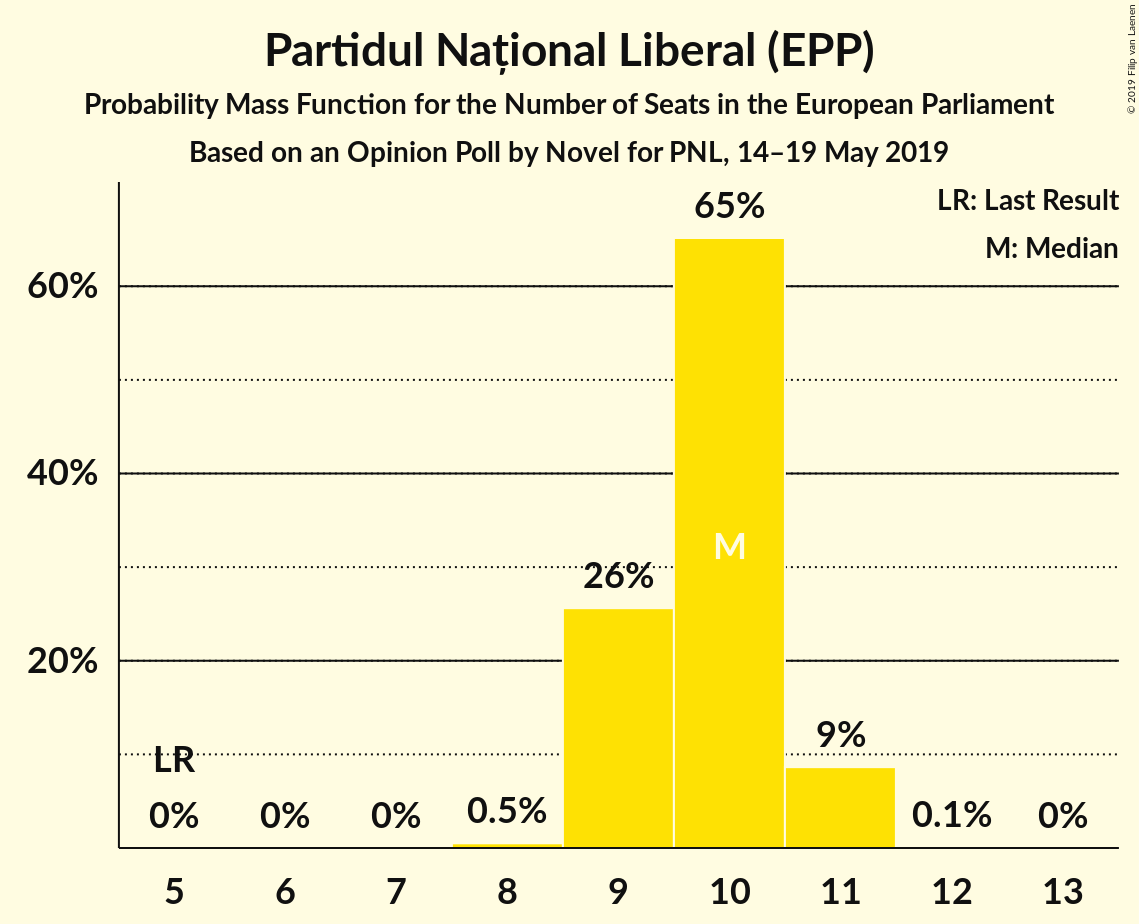 Partidul Național Liberal (EPP)
Probability Mass Function for the Number of Seats in the European Parliament
Based on an Opinion Poll by Novel for PNL, 14–19 May 2019
© 2019 Filip van Laenen
LR: Last Result
M: Median
60%
40%
20%
LR
0%
0%
0%
0.5%
26%
65%
M
9%
0.1%
0%
5
6
7
8
9
10
11
12
13